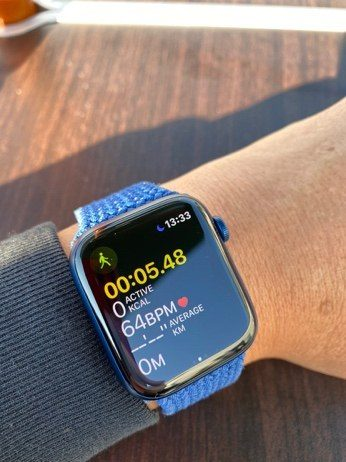 13:33
00:05.48
0 ACTIVE
KCAL
64BPM
-'--" AVERAGE
KM
0M